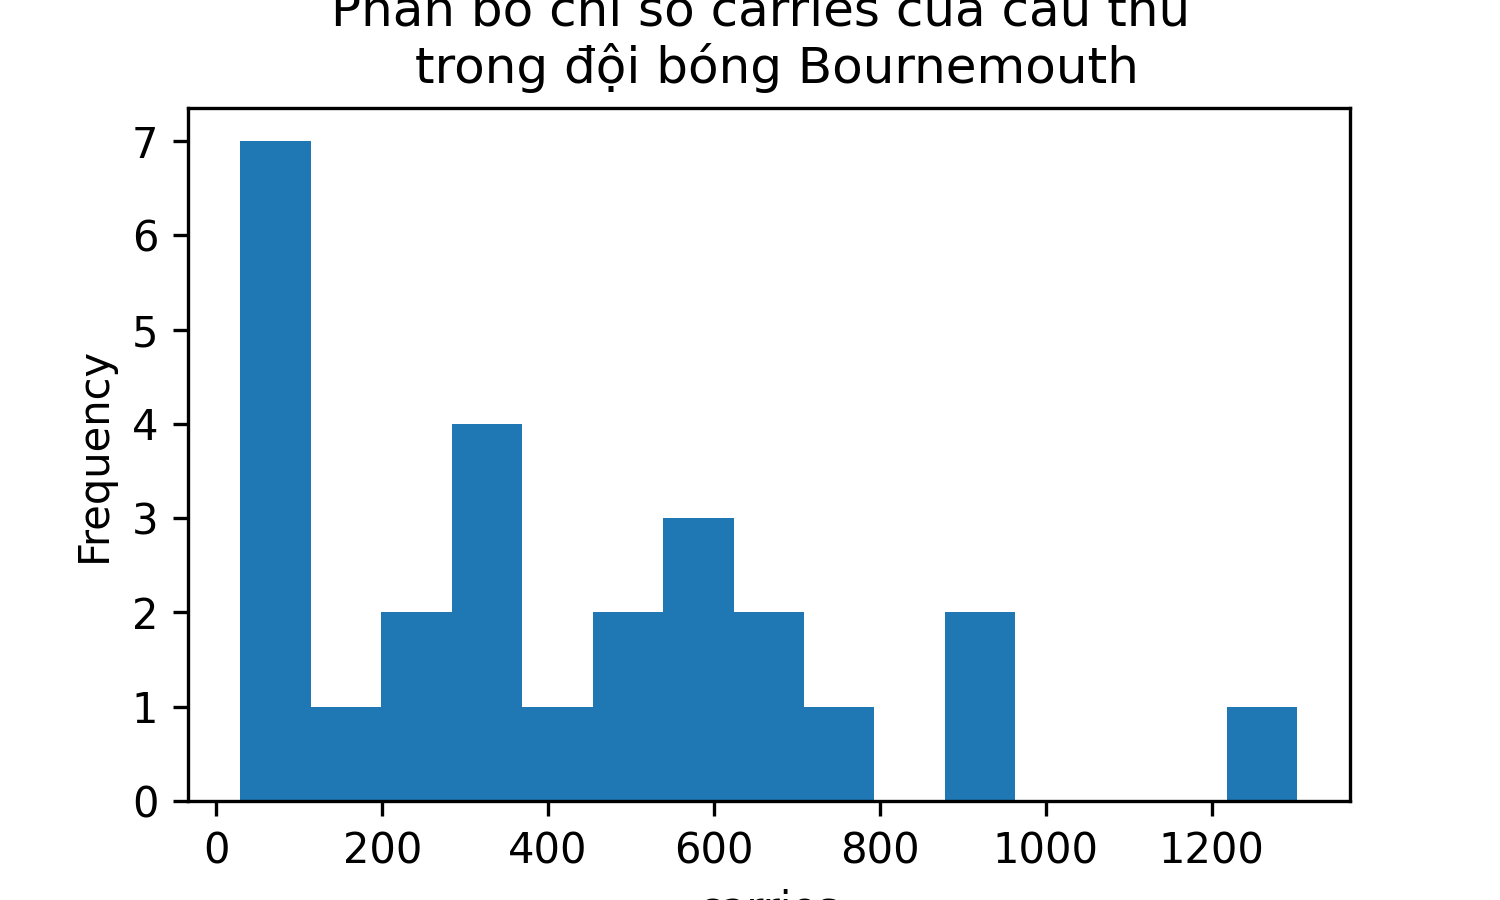 Phân bố chỉ số carries của cầu thủ
trong đội bóng Bournemouth
7
6
5
4
3
2
1
0
Frequency
0 200 400 600 800 1000 1200
carries